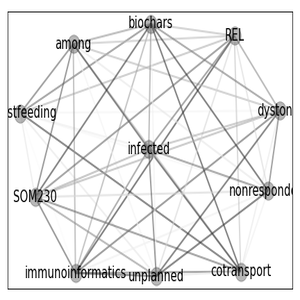 biochars
REL
among
stfeeding
dyston
infected
SOM230
nonresponde
immunoinformatics
unplanned
cotransport